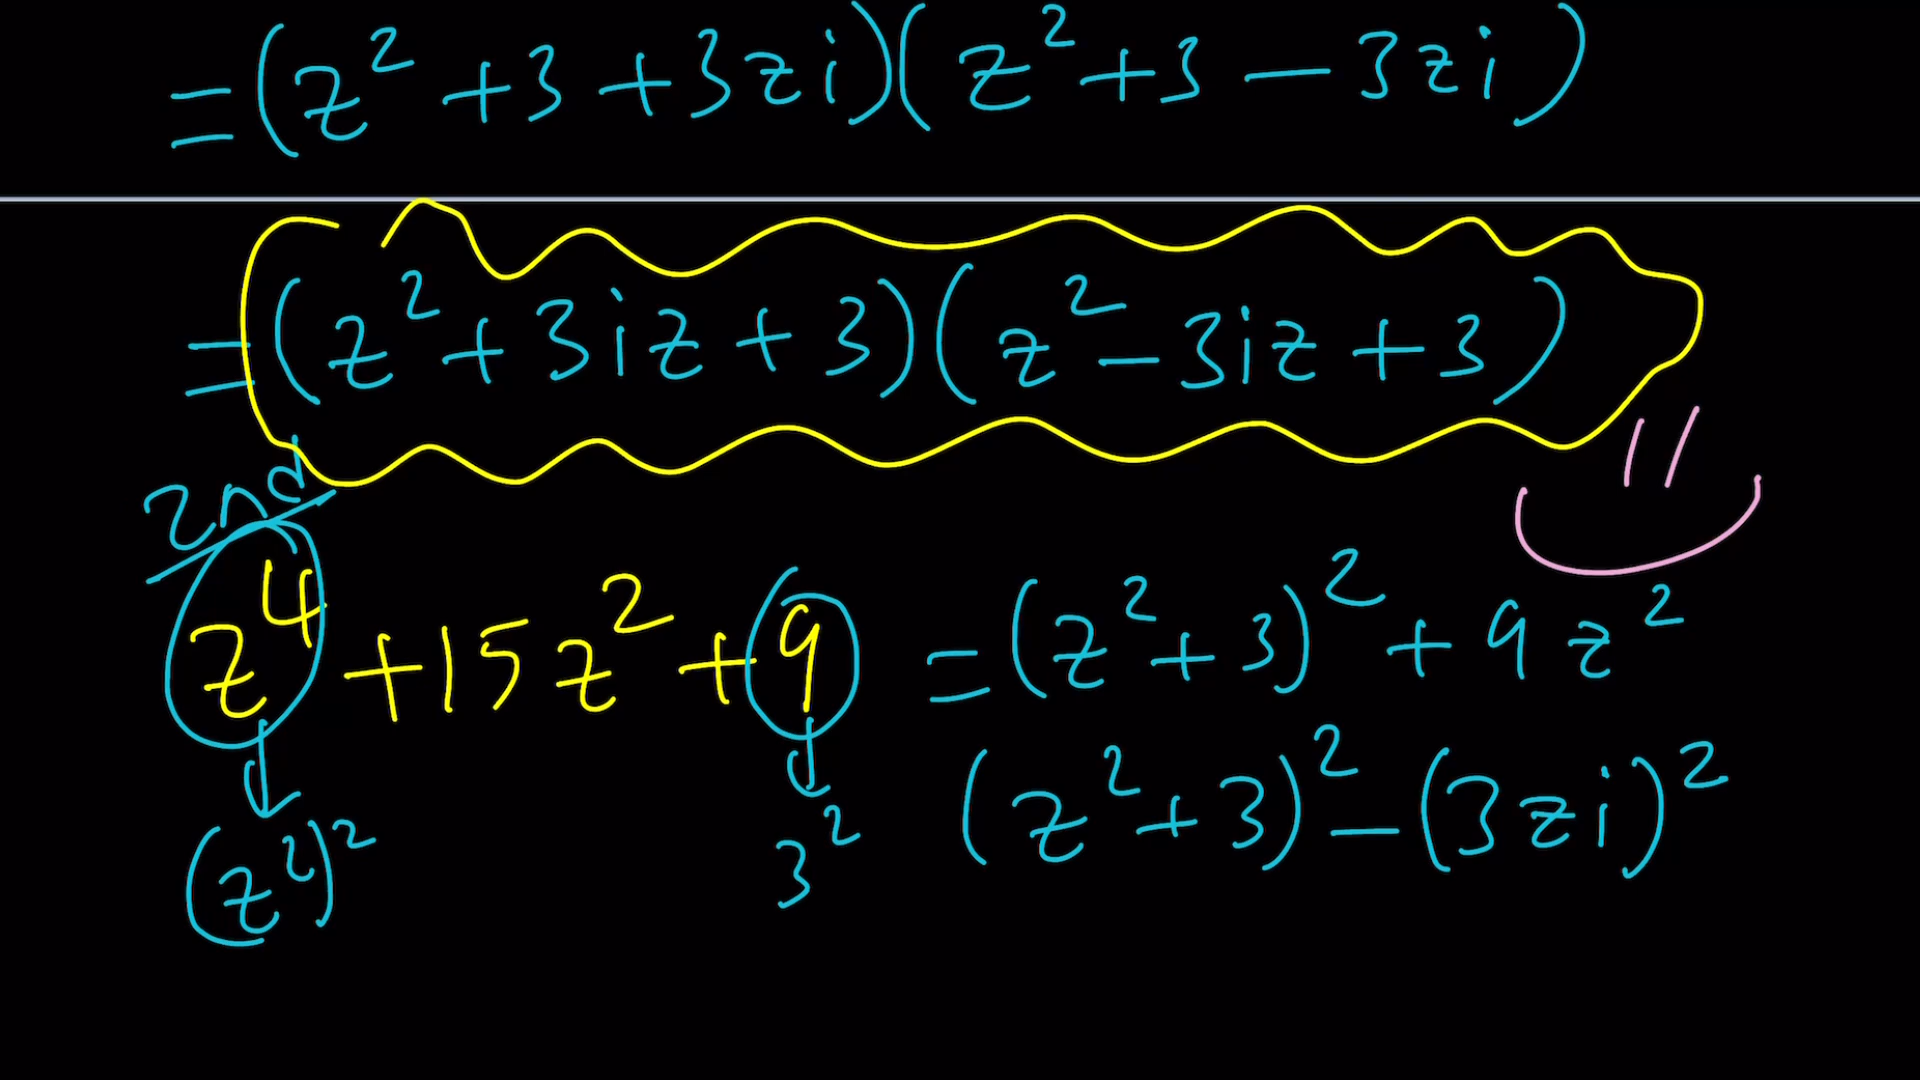 =(z²+3+3zi)(z²+3-3zi)
=(z²+3iz+3)(z²-3iz+3)
2nd
z⁴+15z²+9=(z²+3)²+9z²
(z²+3)²-(3zi)²
(z²)² 3²